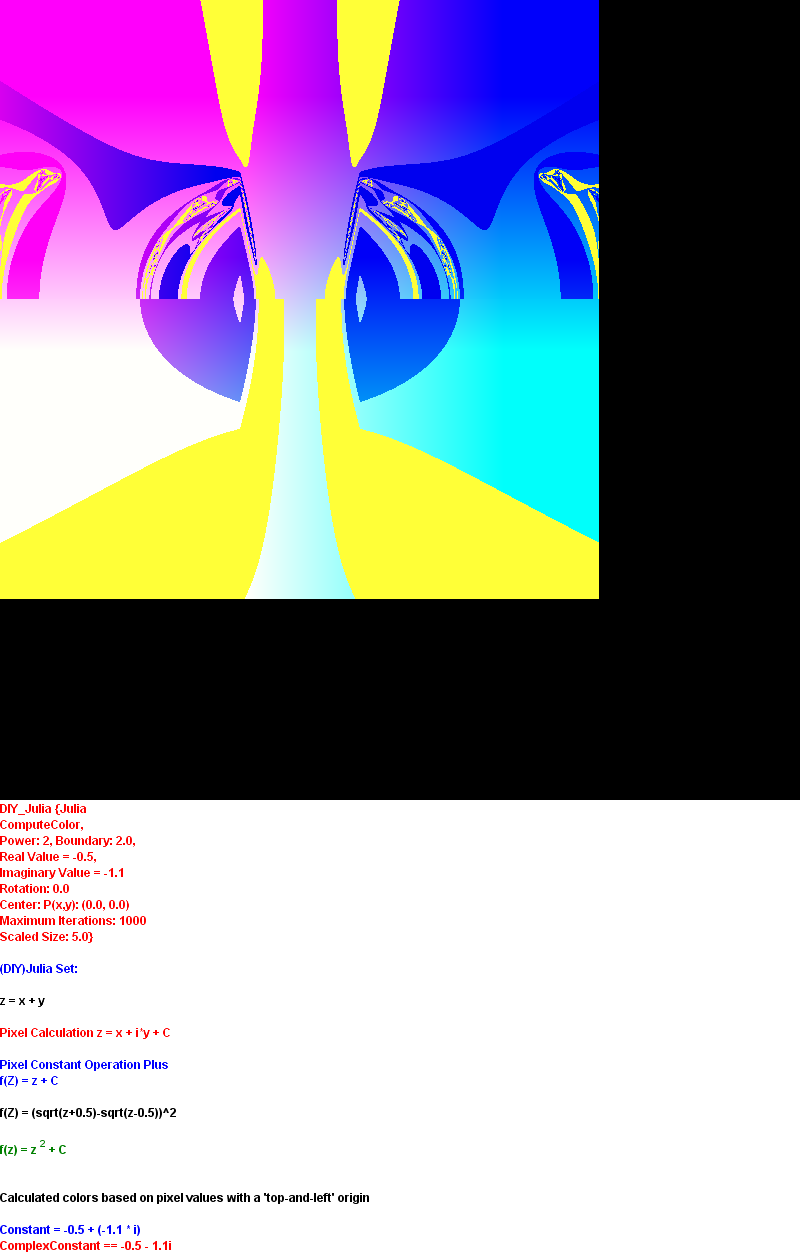 DIY_Julia {Julia
ComputeColor,
Power: 2, Boundary: 2.0,
Real Value = -0.5,
Imaginary Value = -1.1
Rotation: 0.0
Center: P(x,y): (0.0, 0.0)
Maximum Iterations: 1000
Scaled Size: 5.0}
(DIY)Julia Set:
z = x + y
Pixel Calculation z = x + i*y + C
Pixel Constant Operation Plus
f(Z) = z + C
f(Z) = (sqrt(z+0.5)-sqrt(z-0.5))^2
f(z) = z 2 + C
Calculated colors based on pixel values with a 'top-and-left' origin
Constant = -0.5 + (-1.1 * i)
ComplexConstant == -0.5 - 1.1i